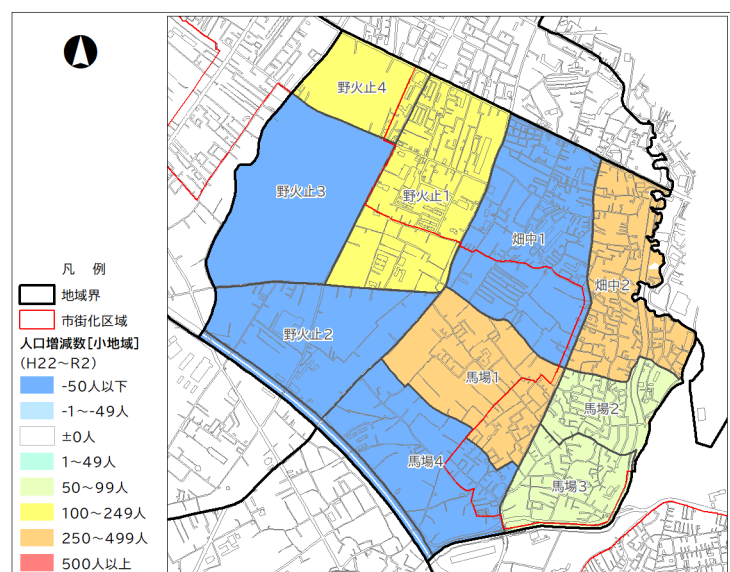 野火止4
野火止3
野火止1
畑中1
畑中2
野火止2
馬場1
馬場2
馬場4
馬場3
凡 例
地域界
市街化区域
人口増減数[小地域]
(H22～R2)
-50人以下
-1～-49人
±0人
1～49人
50～99人
100～249人
250～499人
500人以上